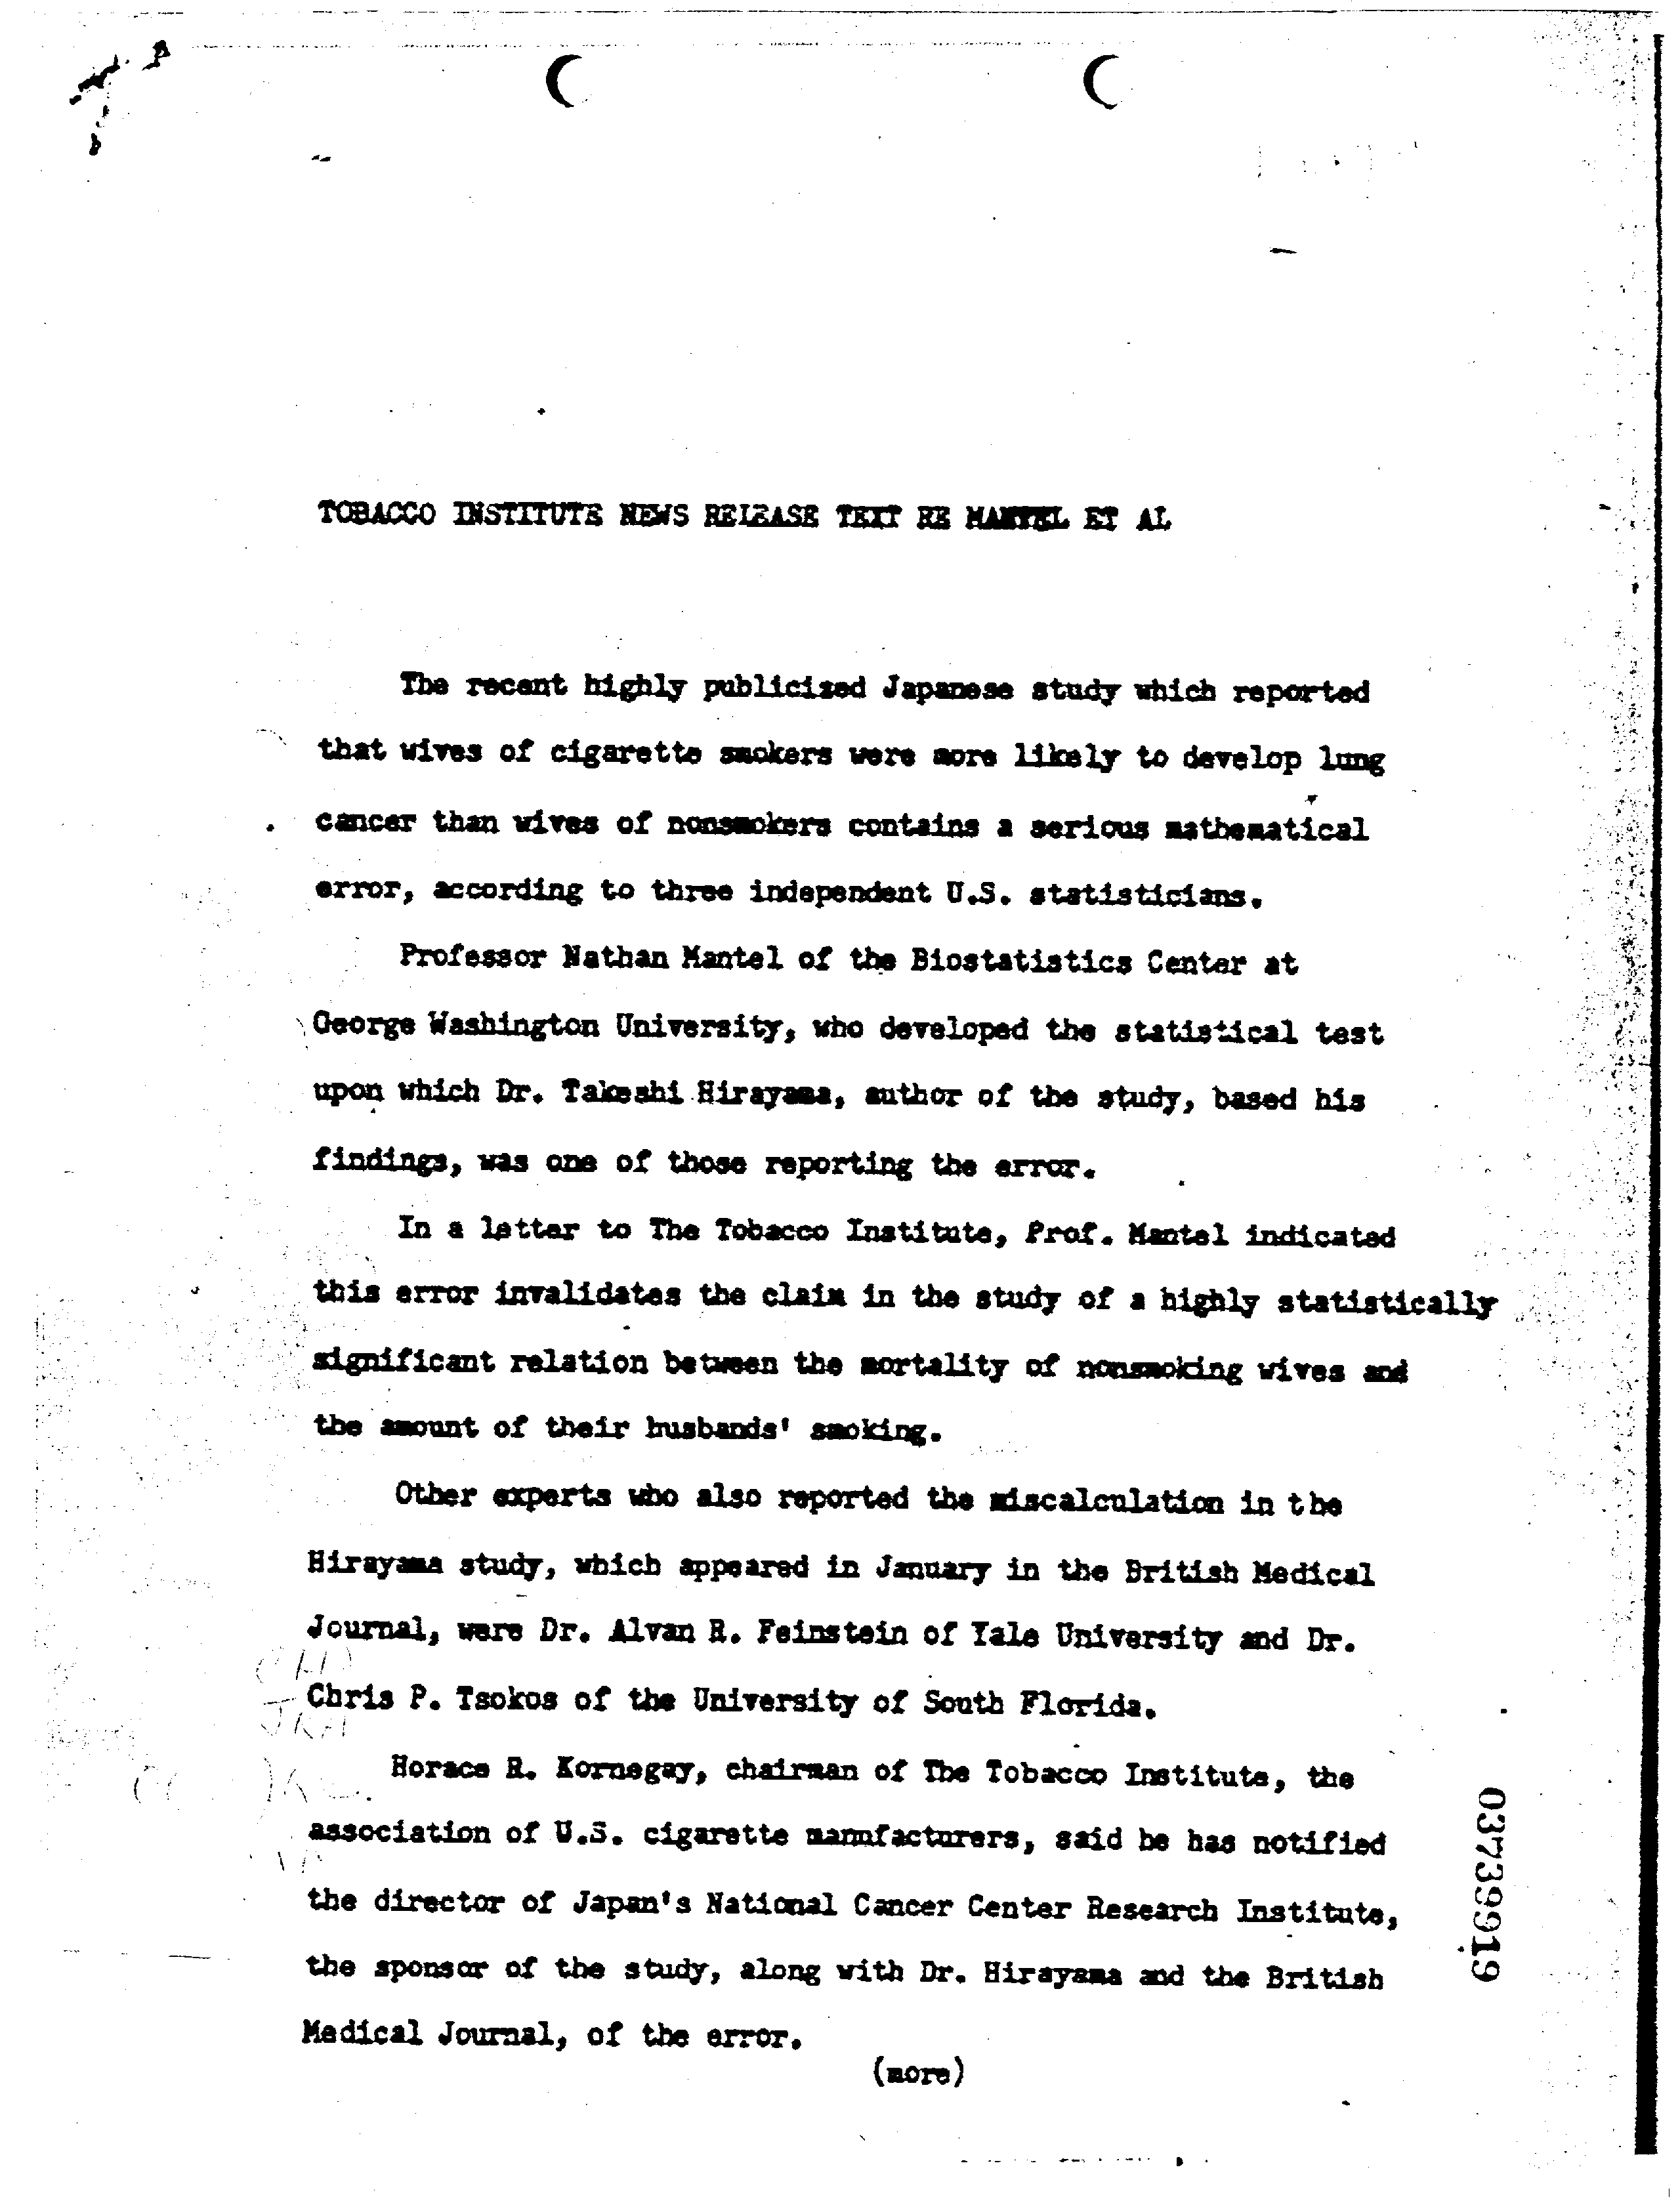 TOBACCO INSTITUTE NEWS RELEASE TEXT RE MANTEL ET AL
The recent highly publicized Japanese study which reported
that wives of cigarette smokers were more likely to develop lung
cancer than wives of nonsmokers contains a serious mathematical
error, according to three independent U.S. statisticians.
Professor Nathan Mantel of the Biostatistics Center at
George Washington University, who developed the statistical test
upon which Dr. Takeshi Hirayama, author of the study, based his
findings, was one of those reporting the error.
In a letter to The Tobacco Institute, Prof. Mantel indicated
this error invalidates the claim in the study of a highly statistically
significant relation between the mortality of nonsmoking wives and
the amount of their husbands' smoking.
Other experts who also reported the miscalculation in the
Hirayama study, which appeared in January in the British Medical
Journal, were Dr. Alvan R. Feinstein of Yale University and Dr.
Chris P. Tsokos of the University of South Florida.
Horace R. Kornegay, chairman of The Tobacco Institute, the
association of U.S. cigarette manufacturers, said he has notified
the director of Japan's National Cancer Center Research Institute,
the sponsor of the study, along with Dr. Hirayama and the British
Medical Journal, of the error.
(more)
03739919